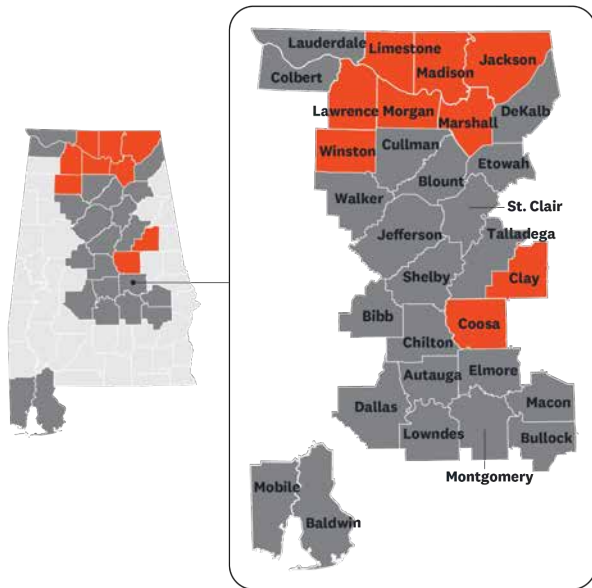 Lauderdale
Limestone
Madison
Jackson
Colbert
Lawrence
Morgan
Marshall
DeKalb
Winston
Cullman
Etowah
Blount
Walker
St. Clair
Jefferson
Talladega
Shelby
Clay
Bibb
Coosa
Chilton
Autauga
Elmore
Dallas
Macon
Lowndes
Bullock
Montgomery
Mobile
Baldwin